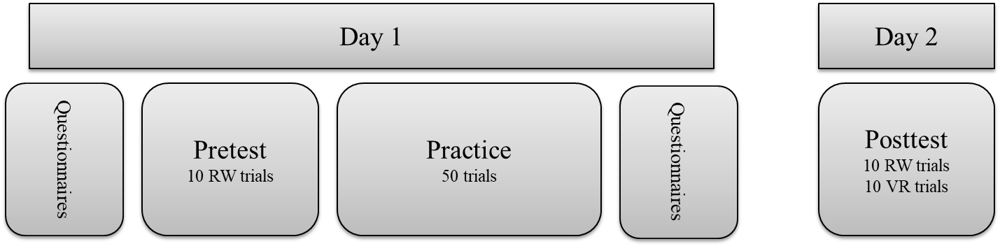 Day 1
Day 2
Questionnaires
Pretest
10 RW trials
Practice
50 trials
Questionnaires
Posttest
10 RW trials
10 VR trials